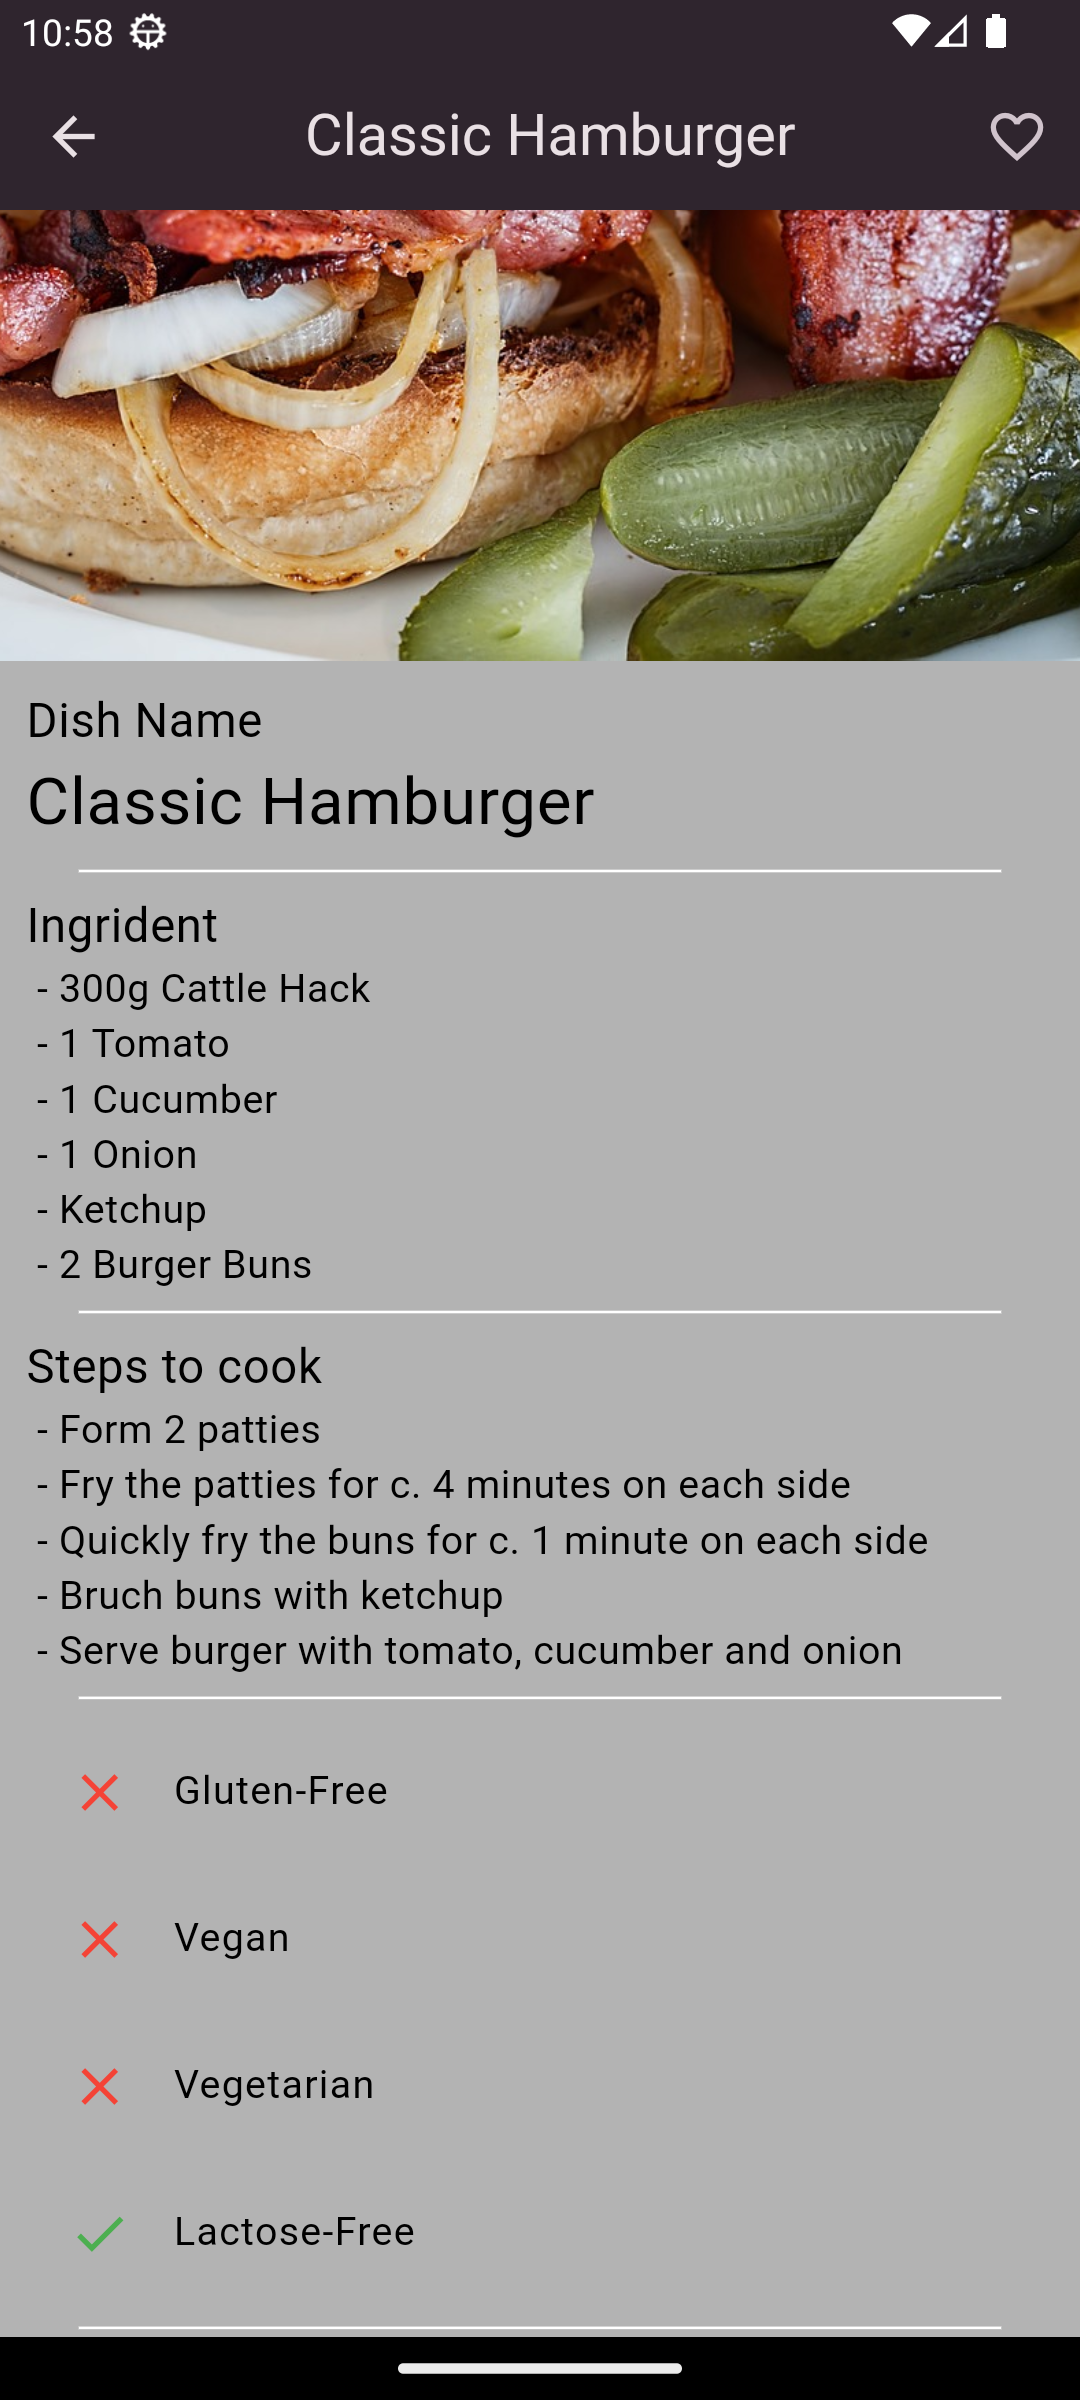 10:58
Classic Hamburger
Dish Name
Classic Hamburger
Ingrident
- 300g Cattle Hack
- 1 Tomato
- 1 Cucumber
- 1 Onion
- Ketchup
- 2 Burger Buns
Steps to cook
- Form 2 patties
- Fry the patties for c. 4 minutes on each side
- Quickly fry the buns for c. 1 minute on each side
- Bruch buns with ketchup
- Serve burger with tomato, cucumber and onion
Gluten-Free
Vegan
Vegetarian
Lactose-Free